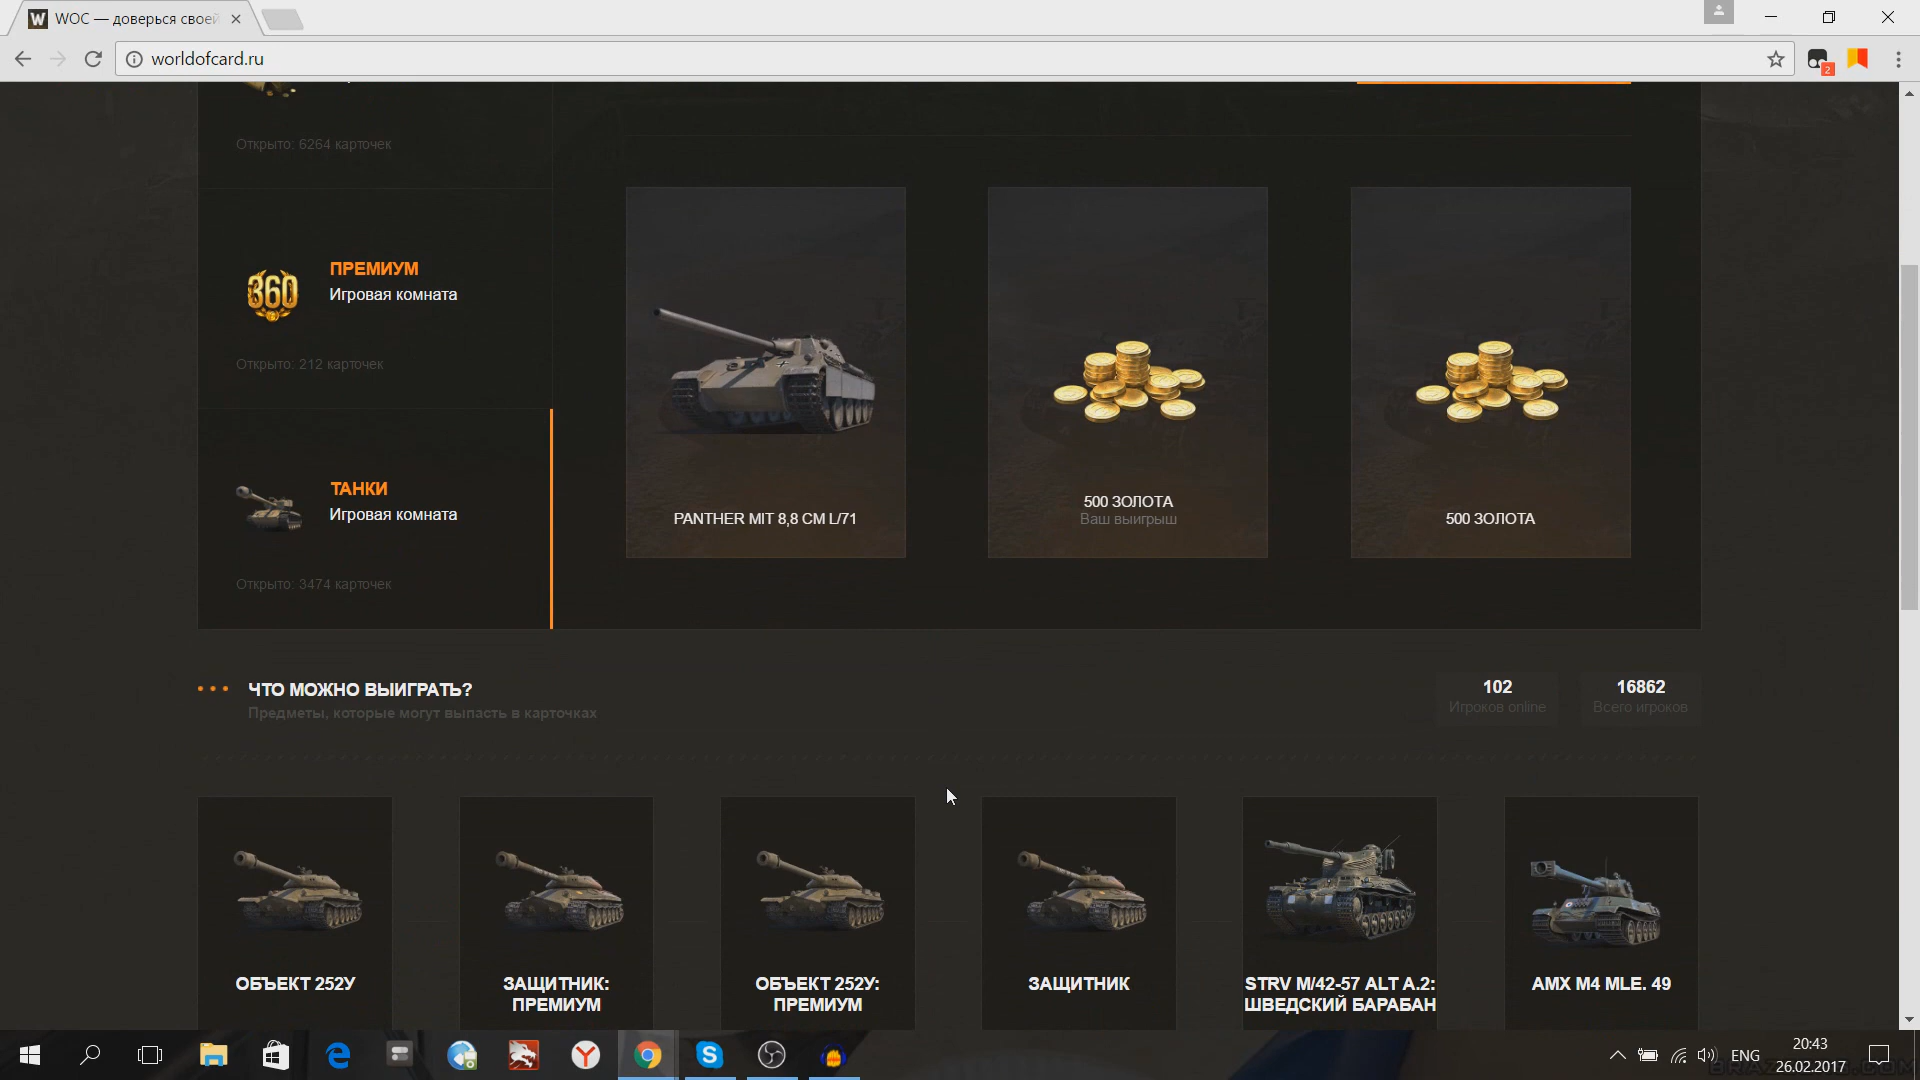 WOC — доверься своей
worldofcard.ru
2
Открыто: 6264 карточек
360
ПРЕМИУМ
Игровая комната
Открыто: 212 карточек
ТАНКИ
Игровая комната
Открыто: 3474 карточек
PANTHER MIT 8,8 CM L/71
500 ЗОЛОТА
Ваш выигрыш
500 ЗОЛОТА
ЧТО МОЖНО ВЫИГРАТЬ?
Предметы, которые могут выпасть в карточках
102
Игроков online
16862
Всего игроков
ОБЪЕКТ 252У
ЗАЩИТНИК:
ПРЕМИУМ
ОБЪЕКТ 252У:
ПРЕМИУМ
ЗАЩИТНИК
STRV M/42-57 ALT A.2:
ШВЕДСКИЙ БАРАБАН
AMX M4 MLE. 49
ENG
20:43
26.02.2017